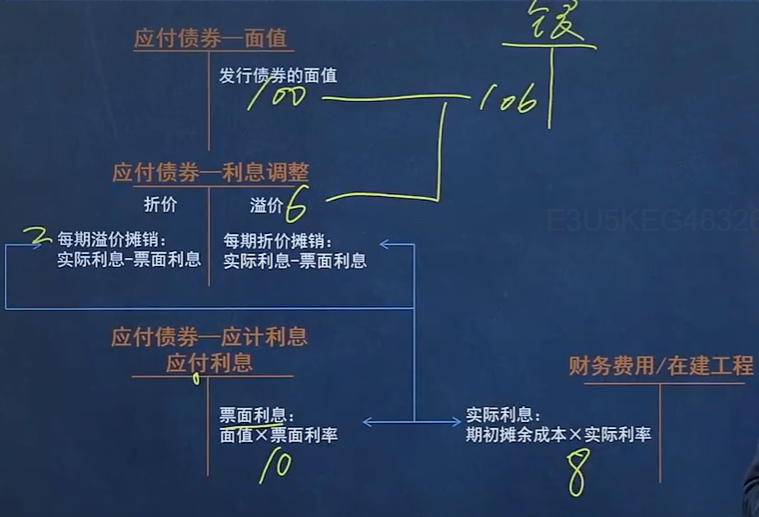 银
应付债券—面值
发行债券的面值
100
106
应付债券—利息调整
折价
溢价
6
2
每期溢价摊销：
实际利息-票面利息
每期折价摊销：
实际利息-票面利息
应付债券—应计利息
应付利息
财务费用/在建工程
票面利息：
面值×票面利率
10
实际利息：
期初摊余成本×实际利率
8